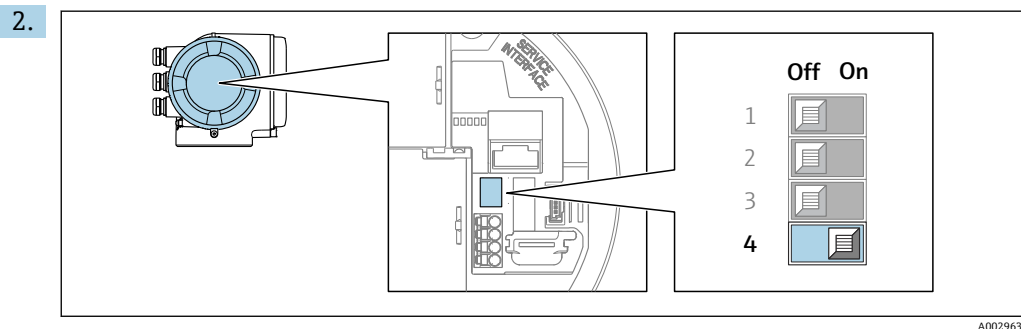 2.
SERVICE
INTERFACE
Off On
1
2
3
4
A002963